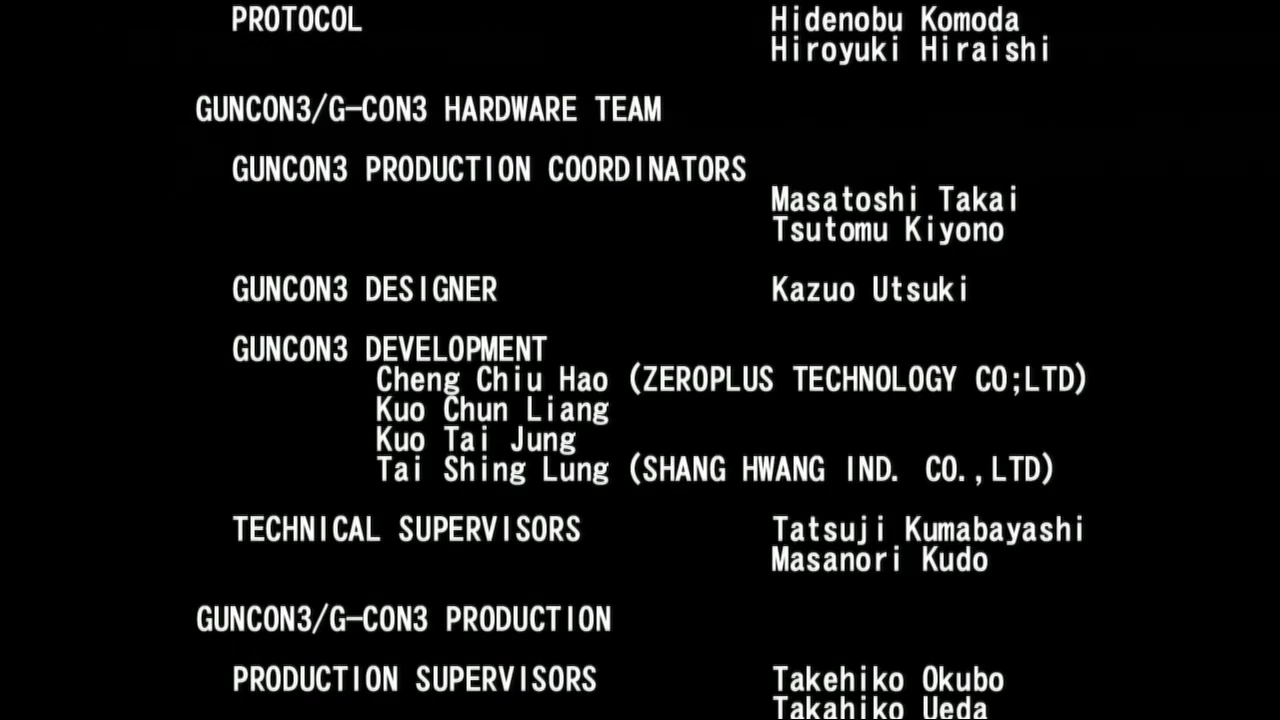 PROTOCOL Hidenobu Komoda
Hiroyuki Hiraishi
GUNCON3/G-CON3 HARDWARE TEAM
GUNCON3 PRODUCTION COORDINATORS
Masatoshi Takai
Tsutomu Kiyono
GUNCON3 DESIGNER Kazuo Utsuki
GUNCON3 DEVELOPMENT
Cheng Chiu Hao (ZEROPLUS TECHNOLOGY CO;LTD)
Kuo Chun Liang
Kuo Tai Jung
Tai Shing Lung (SHANG HWANG IND. CO.,LTD)
TECHNICAL SUPERVISORS Tatsuji Kumabayashi
Masanori Kudo
GUNCON3/G-CON3 PRODUCTION
PRODUCTION SUPERVISORS Takehiko Okubo
Takahiko Ueda